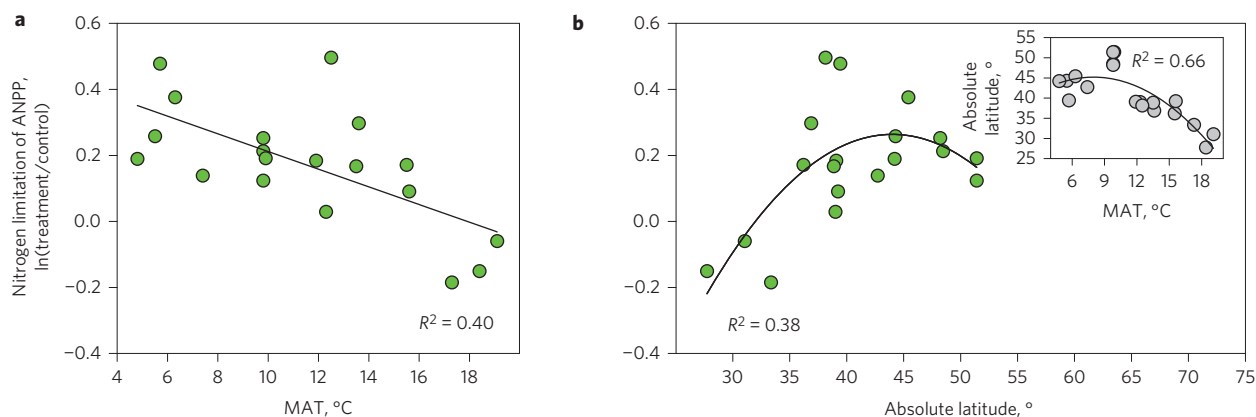 a
Nitrogen limitation of ANPP,
ln(treatment/control)
0.6
0.4
0.2
0.0
−0.2
−0.4
R² = 0.40
4 6 8 10 12 14 16 18
MAT, °C
b
0.6
0.4
0.2
0.0
−0.2
−0.4
R² = 0.38
30 35 40 45 50 55 60 65 70 75
Absolute latitude, °
Absolute
latitude, °
55
50
45
40
35
30
25
R² = 0.66
6 9 12 15 18
MAT, °C